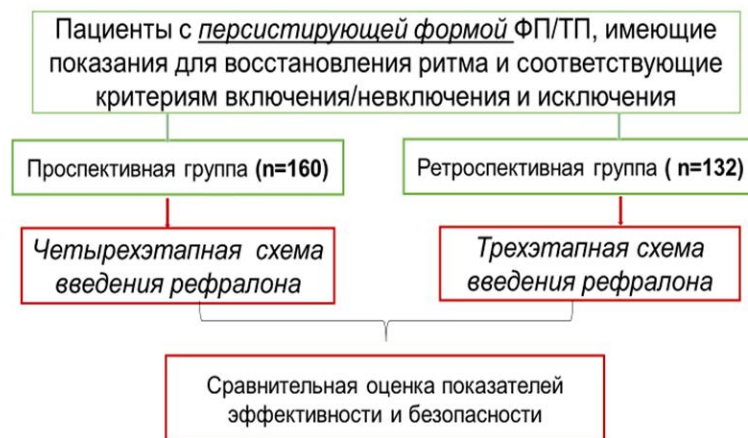 Пациенты с персистирующей формой ФП/ТП, имеющие
показания для восстановления ритма и соответствующие
критериям включения/невключения и исключения
Проспективная группа (n=160)
Ретроспективная группа ( n=132)
Четырехэтапная схема
введения рефралона
Трехэтапная схема
введения рефралона
Сравнительная оценка показателей
эффективности и безопасности